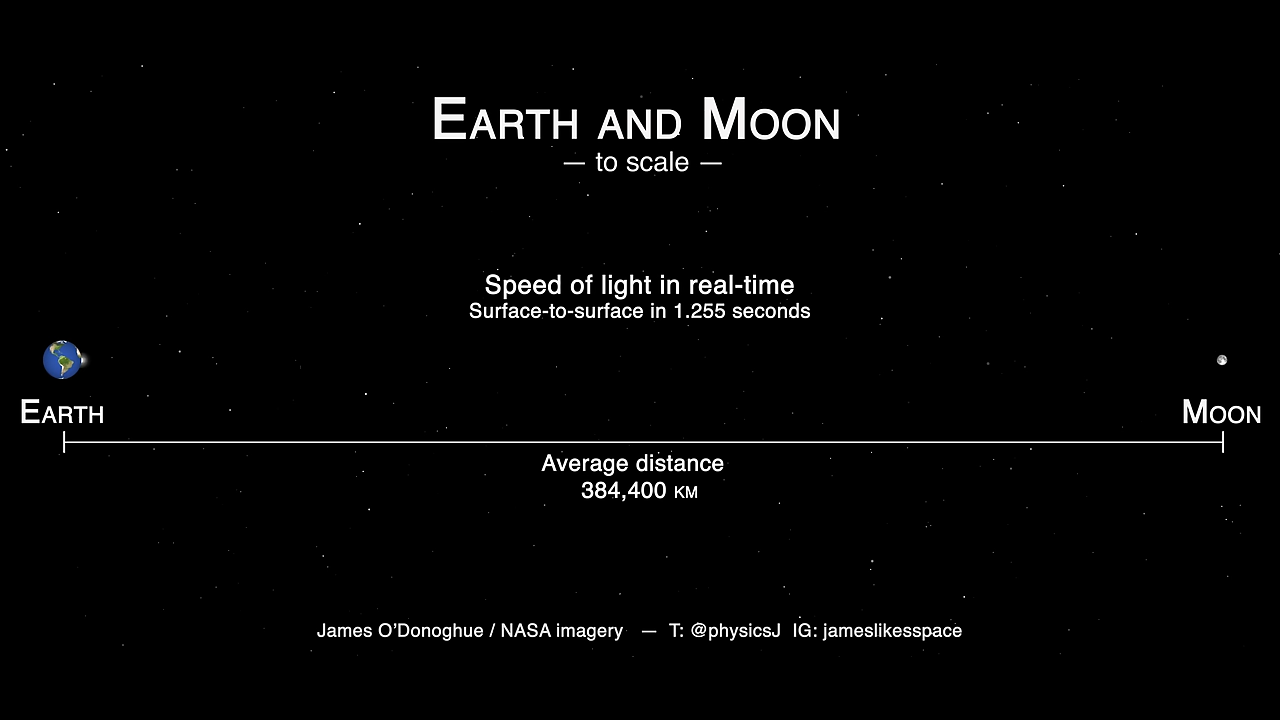 Earth and Moon
— to scale —
Speed of light in real-time
Surface-to-surface in 1.255 seconds
Earth
Moon
Average distance
384,400 KM
James O’Donoghue / NASA imagery — T: @physicsJ IG: jameslikesspace